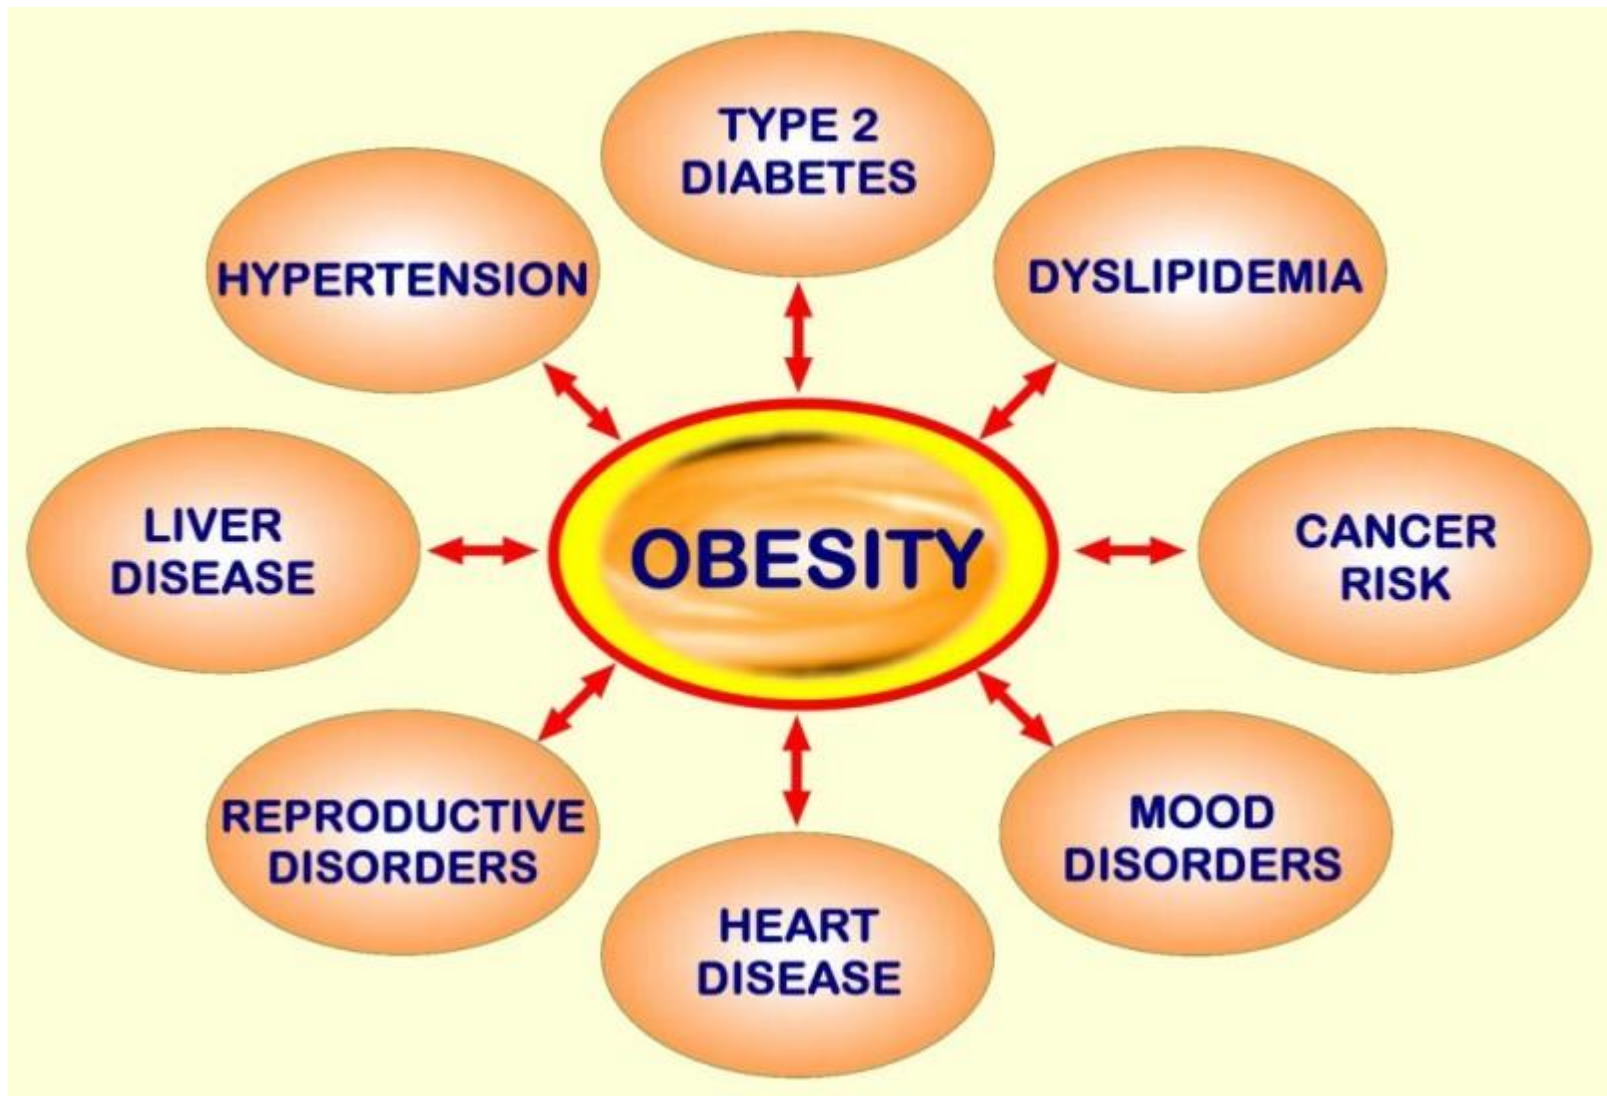 TYPE 2
DIABETES
HYPERTENSION
DYSLIPIDEMIA
LIVER
DISEASE
OBESITY
CANCER
RISK
REPRODUCTIVE
DISORDERS
MOOD
DISORDERS
HEART
DISEASE